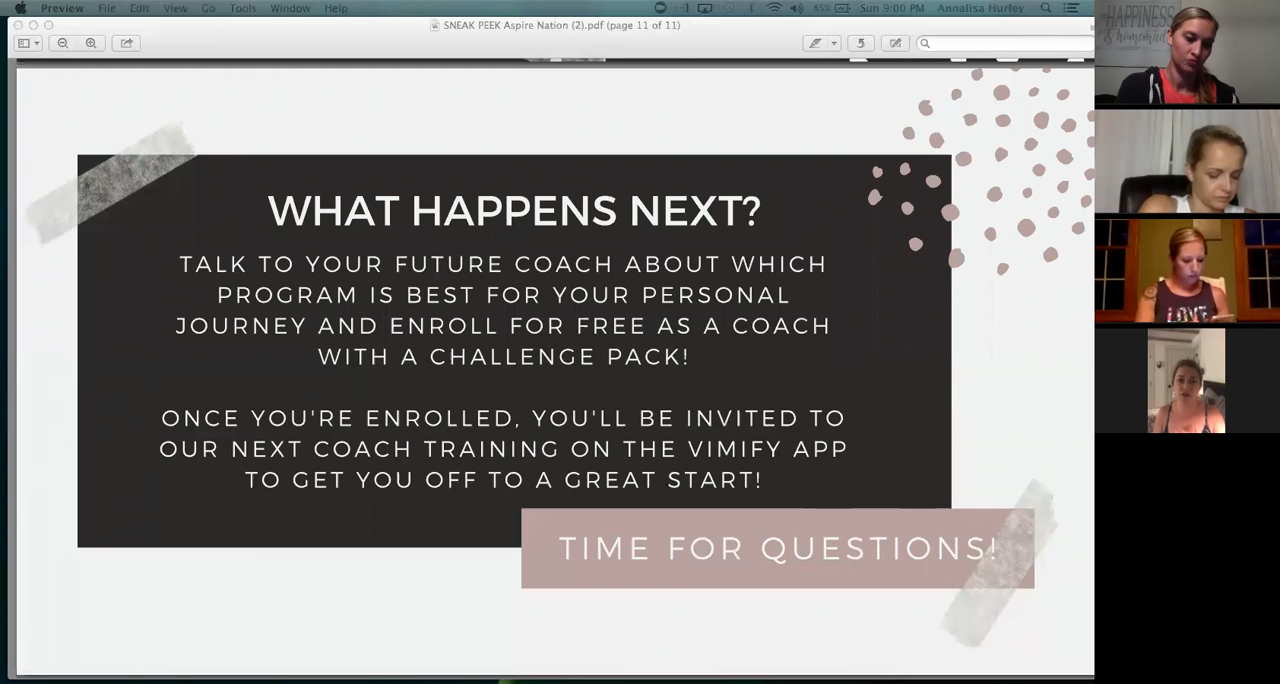 Preview File Edit View Go Tools Window Help 85% Sun 9:00 PM Annalisa Hurley
SNEAK PEEK Aspire Nation (2).pdf (page 11 of 11)
WHAT HAPPENS NEXT?
TALK TO YOUR FUTURE COACH ABOUT WHICH
PROGRAM IS BEST FOR YOUR PERSONAL
JOURNEY AND ENROLL FOR FREE AS A COACH
WITH A CHALLENGE PACK!
ONCE YOU'RE ENROLLED, YOU'LL BE INVITED TO
OUR NEXT COACH TRAINING ON THE VIMIFY APP
TO GET YOU OFF TO A GREAT START!
TIME FOR QUESTIONS!
HAPPINESS
& homemade
LOVE